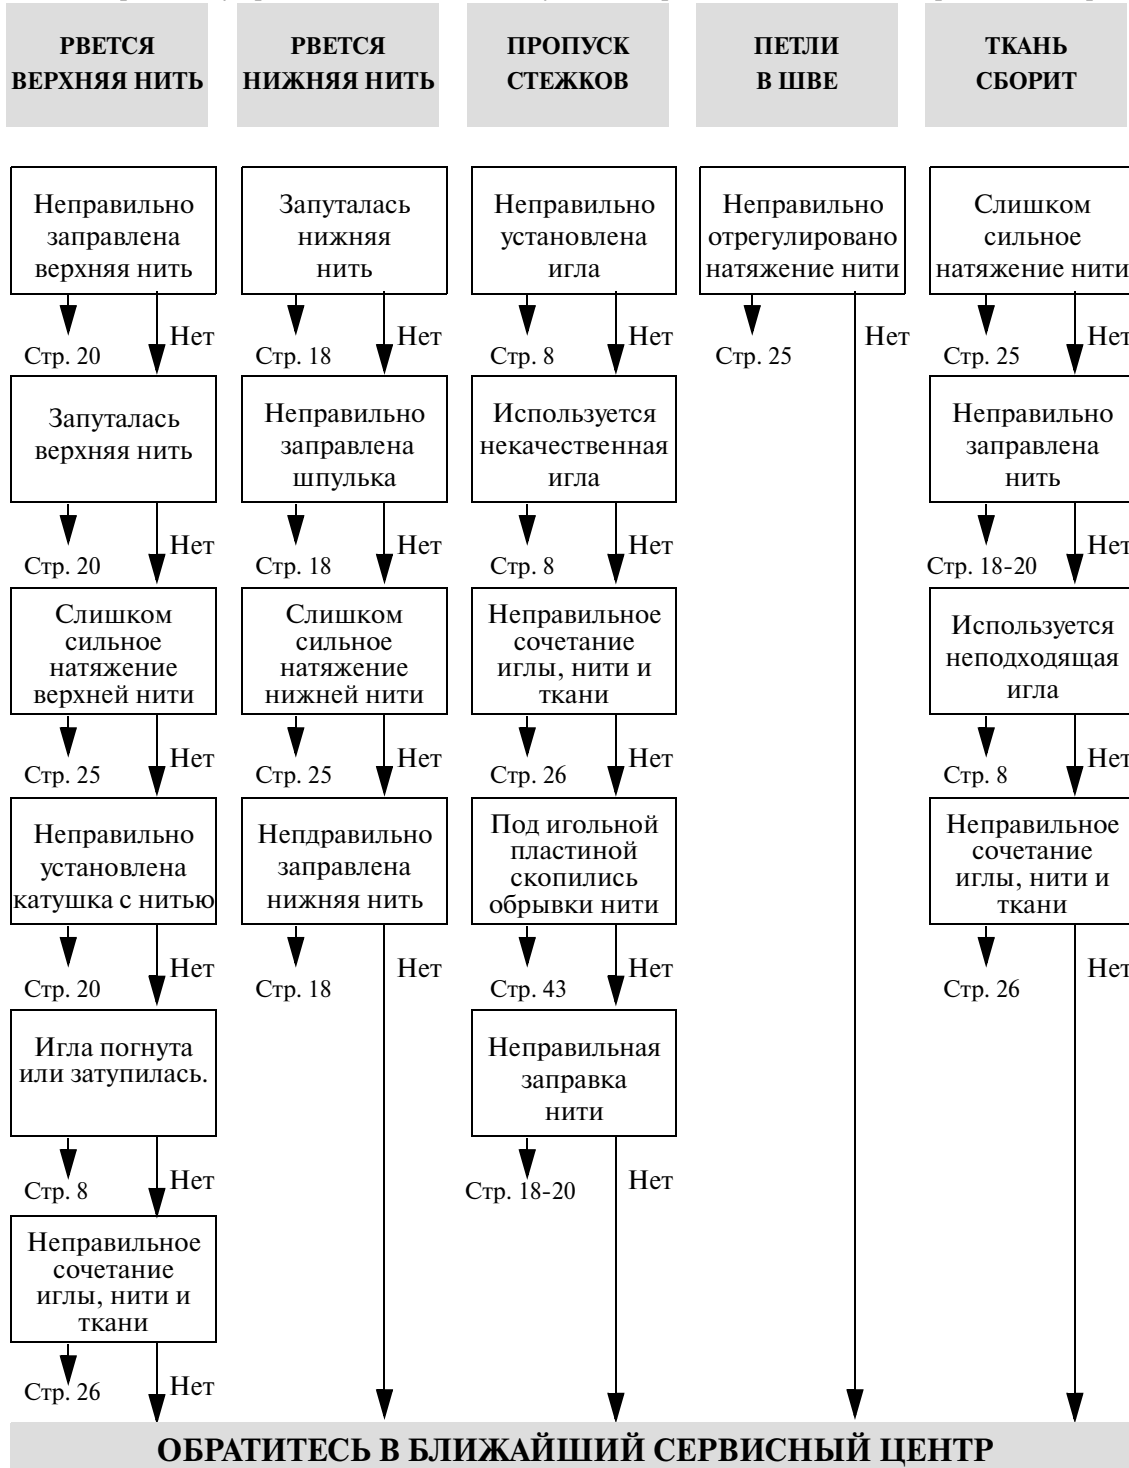 РВЕТСЯ
ВЕРХНЯЯ НИТЬ
РВЕТСЯ
НИЖНЯЯ НИТЬ
ПРОПУСК
СТЕЖКОВ
ПЕТЛИ
В ШВЕ
ТКАНЬ
СБОРИТ
Неправильно
заправлена
верхняя нить
Стр. 20
Нет
Запуталась
верхняя нить
Стр. 20
Нет
Слишком
сильное
натяжение
верхней нити
Стр. 25
Нет
Неправильно
установлена
катушка с нитью
Стр. 20
Нет
Игла погнута
или затупилась.
Стр. 8
Нет
Неправильное
сочетание
иглы, нити и
ткани
Стр. 26
Нет
Запуталась
нижняя
нить
Стр. 18
Нет
Неправильно
заправлена
шпулька
Стр. 18
Нет
Слишком
сильное
натяжение
нижней нити
Стр. 25
Нет
Непдравильно
заправлена
нижняя нить
Стр. 18
Нет
Неправильно
установлена
игла
Стр. 8
Нет
Используется
некачественная
игла
Стр. 8
Нет
Неправильное
сочетание
иглы, нити и
ткани
Стр. 26
Нет
Под игольной
пластиной
скопились
обрывки нити
Стр. 43
Нет
Неправильная
заправка
нити
Стр. 18-20
Нет
Неправильно
отрегулировано
натяжение нити
Стр. 25
Нет
Слишком
сильное
натяжение нити
Стр. 25
Нет
Неправильно
заправлена
нить
Стр. 18-20
Нет
Используется
неподходящая
игла
Стр. 8
Нет
Неправильное
сочетание
иглы, нити и
ткани
Стр. 26
Нет
ОБРАТИТЕСЬ В БЛИЖАЙШИЙ СЕРВИСНЫЙ ЦЕНТР